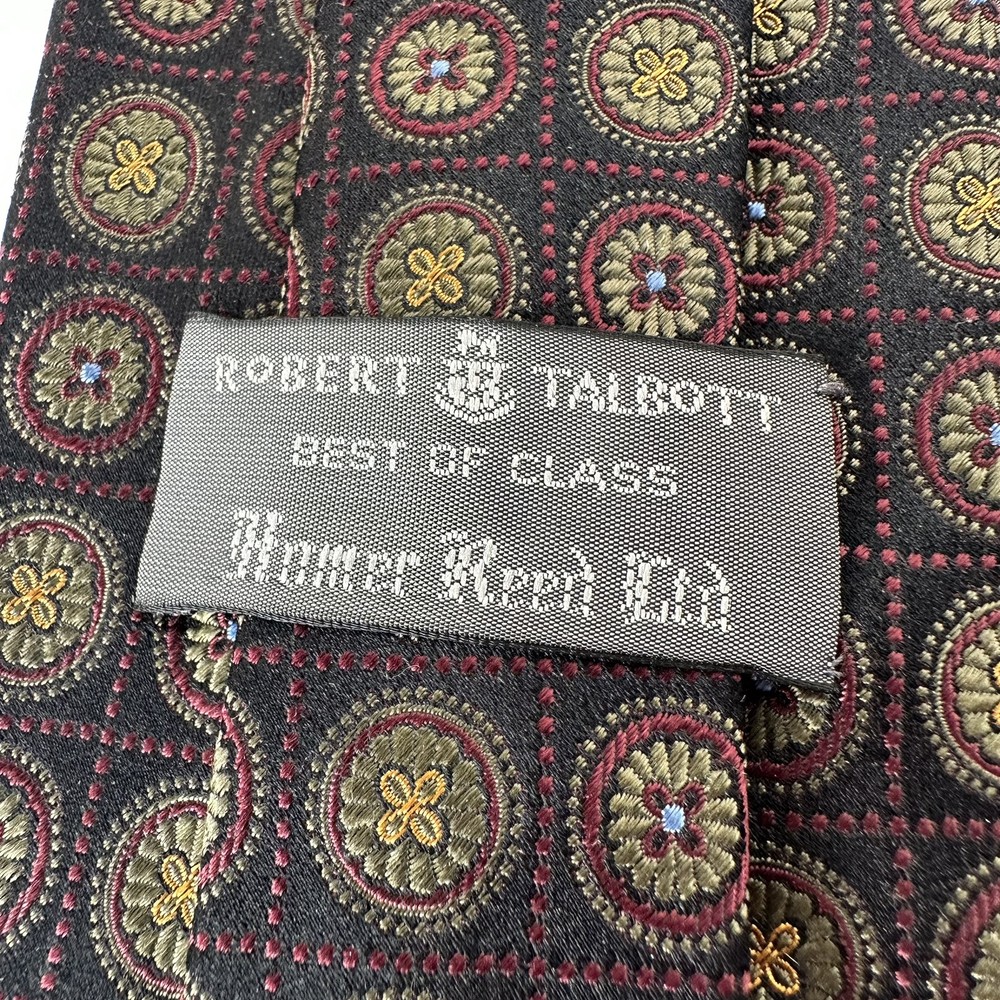 ROBERT TALBOTT
BEST OF CLASS
Homer Reed Ltd